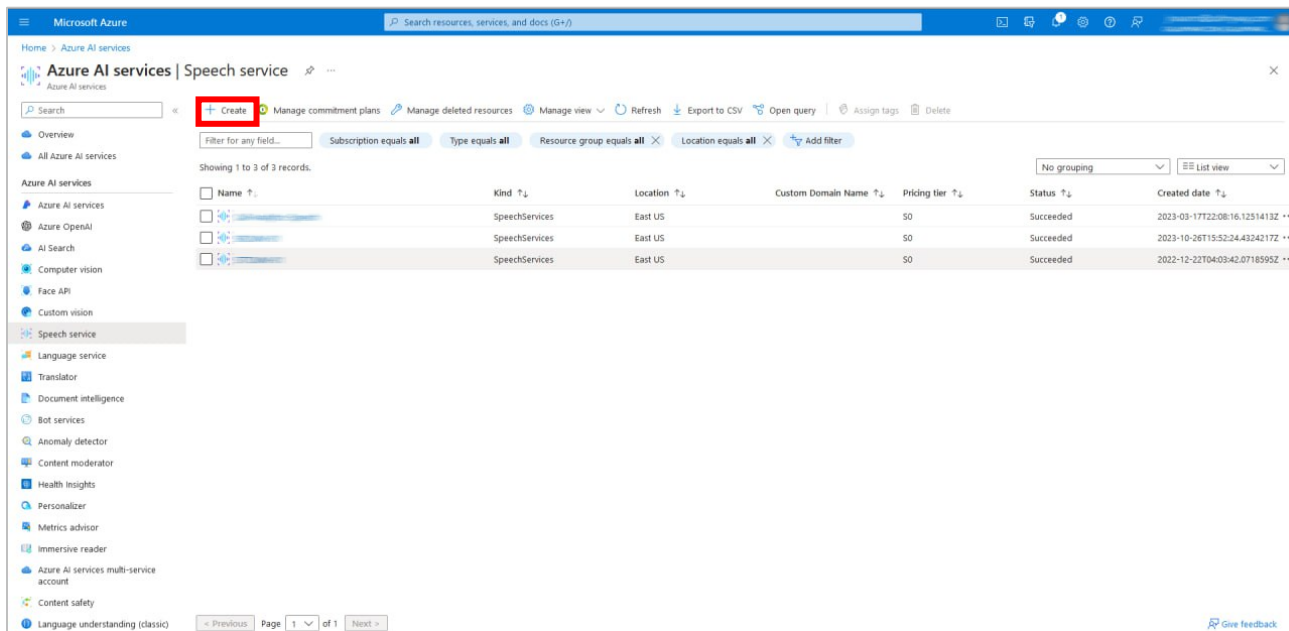 Microsoft Azure
Search resources, services, and docs (G+/)
1
Home > Azure AI services
Azure AI services | Speech service
Azure AI services
Search
+ Create Manage commitment plans Manage deleted resources Manage view Refresh Export to CSV Open query Assign tags Delete
Filter for any field... Subscription equals all Type equals all Resource group equals all Location equals all Add filter
Showing 1 to 3 of 3 records.
No grouping List view
Name Kind Location Custom Domain Name Pricing tier Status Created date
SpeechServices East US S0 Succeeded 2023-03-17T22:08:16.1251413Z
SpeechServices East US S0 Succeeded 2023-10-26T15:52:24.4324217Z
SpeechServices East US S0 Succeeded 2022-12-22T04:03:42.0718595Z
Overview
All Azure AI services
Azure AI services
Azure AI services
Azure OpenAI
AI Search
Computer vision
Face API
Custom vision
Speech service
Language service
Translator
Document intelligence
Bot services
Anomaly detector
Content moderator
Health Insights
Personalizer
Metrics advisor
Immersive reader
Azure AI services multi-service
account
Content safety
Language understanding (classic)
< Previous Page 1 of 1 Next >
Give feedback